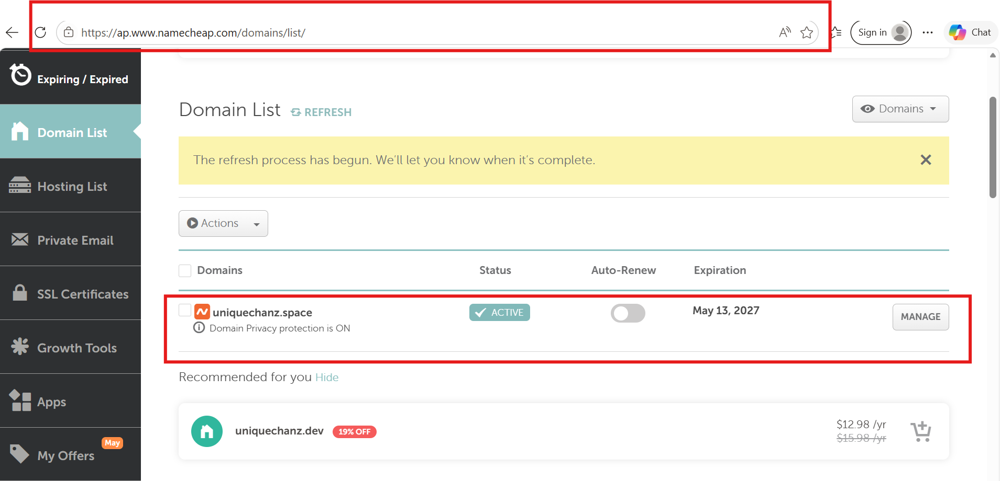 https://ap.www.namecheap.com/domains/list/
Sign in
Chat
Expiring / Expired
Domain List
Hosting List
Private Email
SSL Certificates
Growth Tools
Apps
May
My Offers
Domain List REFRESH
Domains
The refresh process has begun. We'll let you know when it's complete.
Actions
Domains Status Auto-Renew Expiration
uniquechanz.space ACTIVE May 13, 2027 MANAGE
Domain Privacy protection is ON
Recommended for you Hide
uniquechanz.dev 19% OFF $12.98 /yr
$15.98 /yr